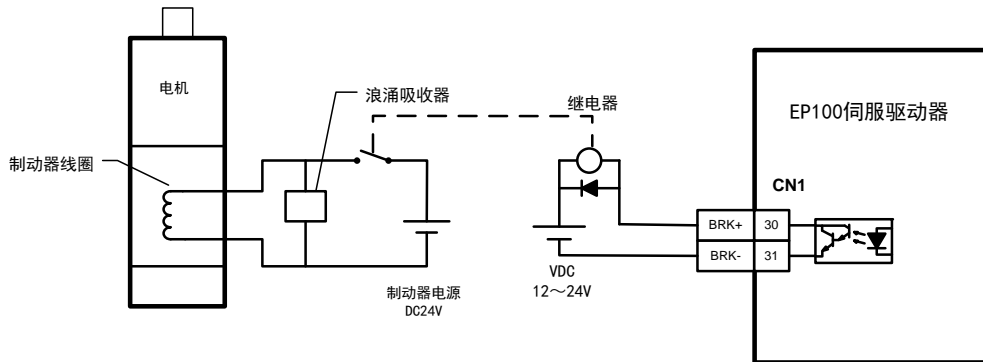 电机
浪涌吸收器
继电器
EP100伺服驱动器
制动器线圈
CN1
BRK+
30
BRK-
31
VDC
12～24V
制动器电源
DC24V